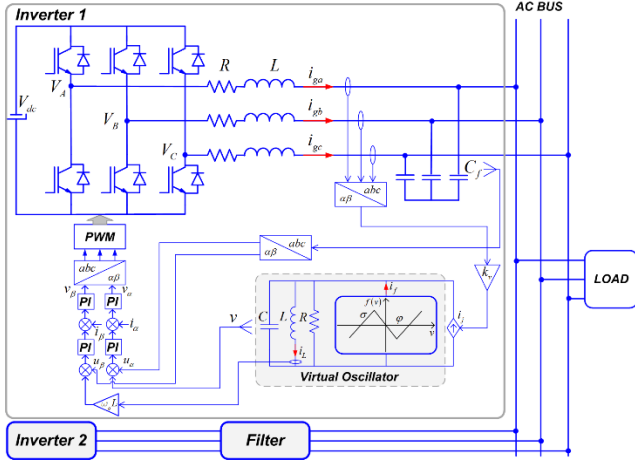 Inverter 1
AC BUS
R L
i_ga
V_A
V_dc
i_gb
V_B
i_gc
V_C
C_f
abc
αβ
PWM
abc
αβ
k_v
abc
αβ
LOAD
v_β v_α
PI PI
i_β i_α
PI PI
u_β u_α
v
C L R
i_f
f(v)
σ φ
v
i_L
Virtual Oscillator
L
Inverter 2
Filter